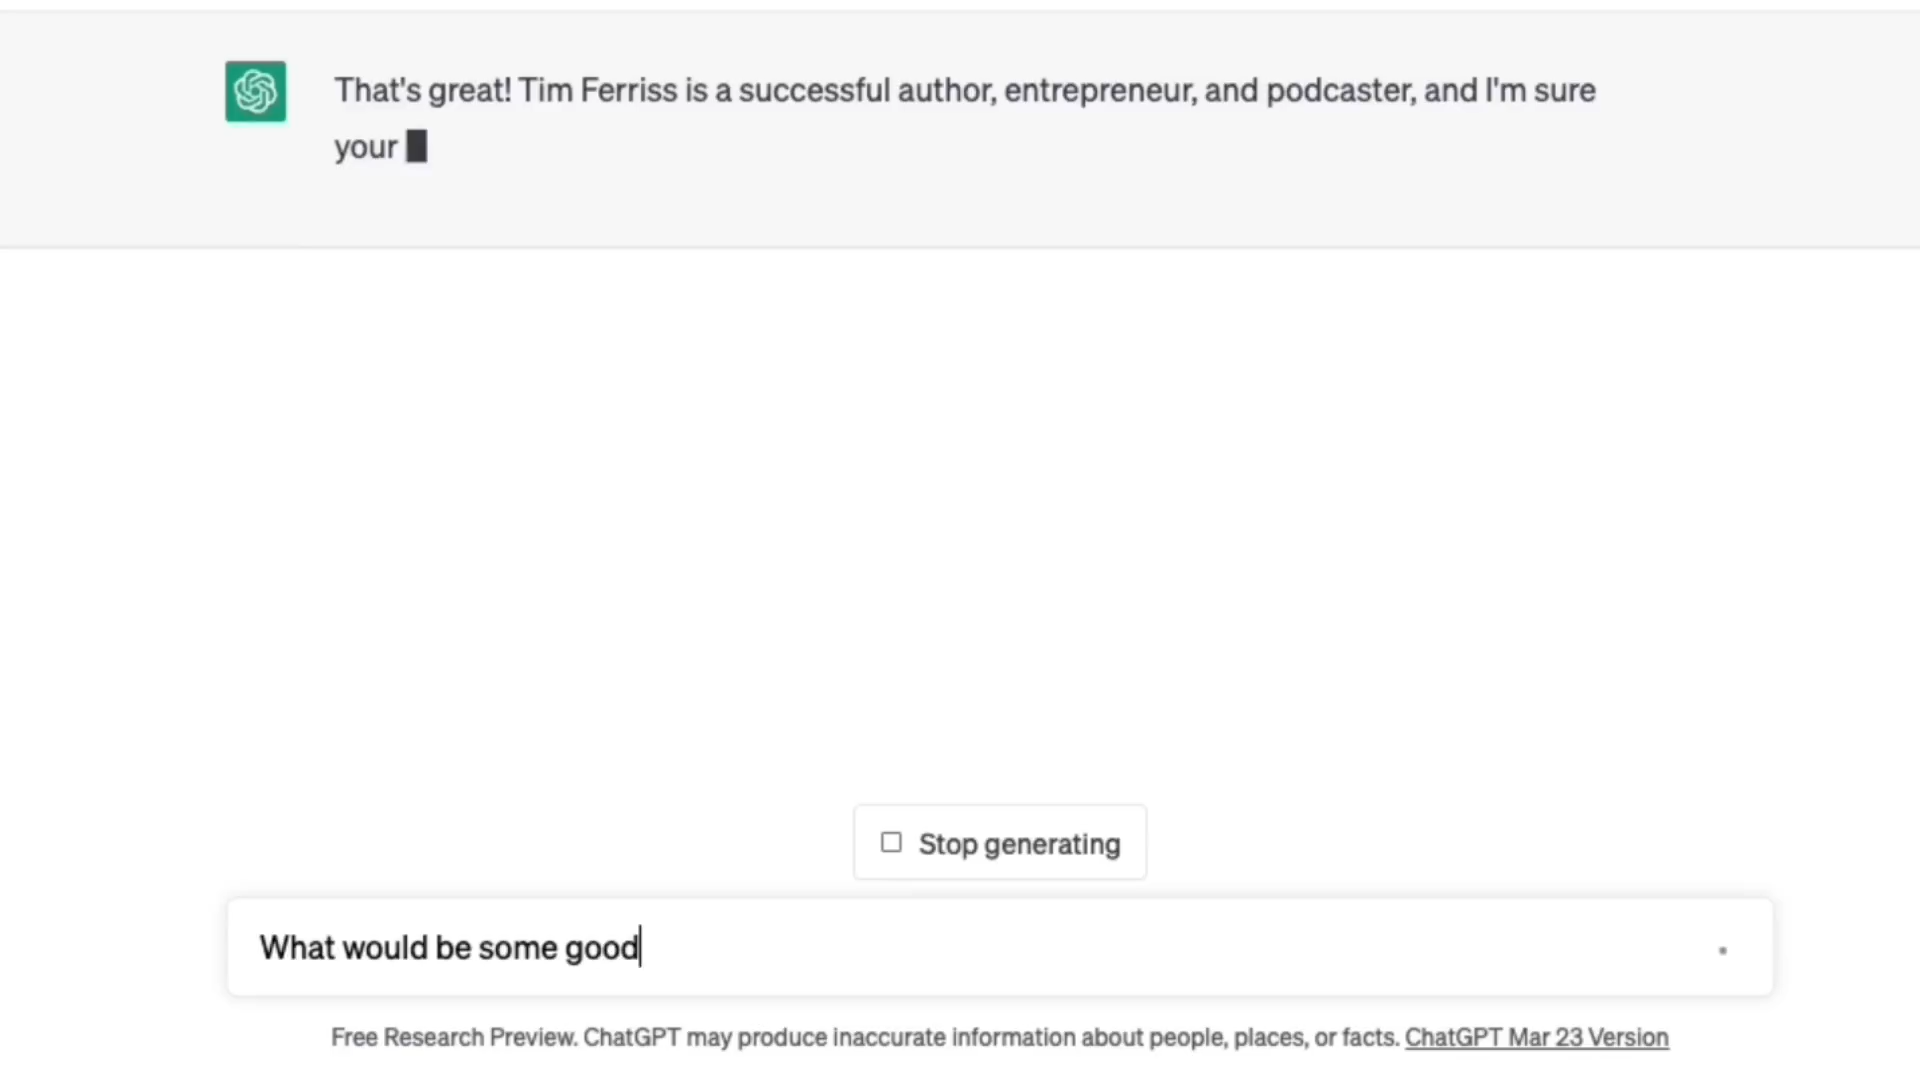 That's great! Tim Ferriss is a successful author, entrepreneur, and podcaster, and I'm sure
your
Stop generating
What would be some good
Free Research Preview. ChatGPT may produce inaccurate information about people, places, or facts. ChatGPT Mar 23 Version